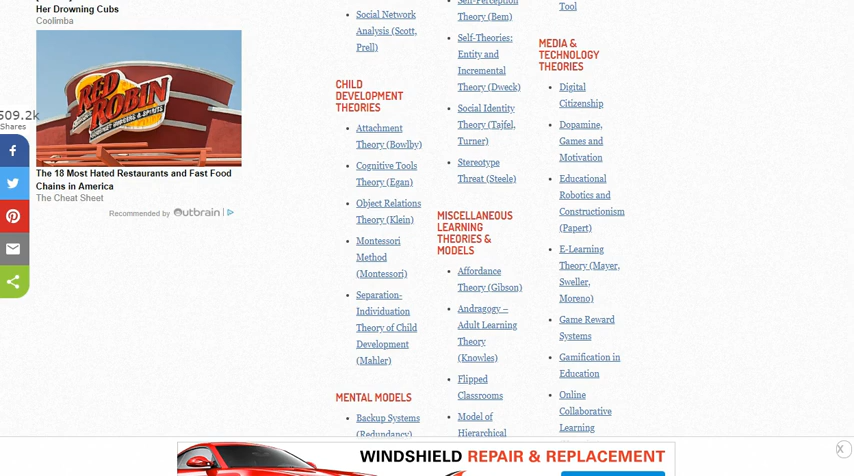 Her Drowning Cubs
Coolimba
RED
ROBIN
The 18 Most Hated Restaurants and Fast Food
Chains in America
The Cheat Sheet
Recommended by Outbrain
509.2k
Shares
Social Network
Analysis (Scott,
Prell)
CHILD
DEVELOPMENT
THEORIES
Attachment
Theory (Bowlby)
Cognitive Tools
Theory (Egan)
Object Relations
Theory (Klein)
Montessori
Method
(Montessori)
Separation-
Individuation
Theory of Child
Development
(Mahler)
MENTAL MODELS
Backup Systems
(Redundancy)
Self-Perception
Theory (Bem)
Self-Theories:
Entity and
Incremental
Theory (Dweck)
Social Identity
Theory (Tajfel,
Turner)
Stereotype
Threat (Steele)
MISCELLANEOUS
LEARNING
THEORIES &
MODELS
Affordance
Theory (Gibson)
Andragogy –
Adult Learning
Theory
(Knowles)
Flipped
Classrooms
Model of
Hierarchical
Tool
MEDIA &
TECHNOLOGY
THEORIES
Digital
Citizenship
Dopamine,
Games and
Motivation
Educational
Robotics and
Constructionism
(Papert)
E-Learning
Theory (Mayer,
Sweller,
Moreno)
Game Reward
Systems
Gamification in
Education
Online
Collaborative
Learning
WINDSHIELD REPAIR & REPLACEMENT
X